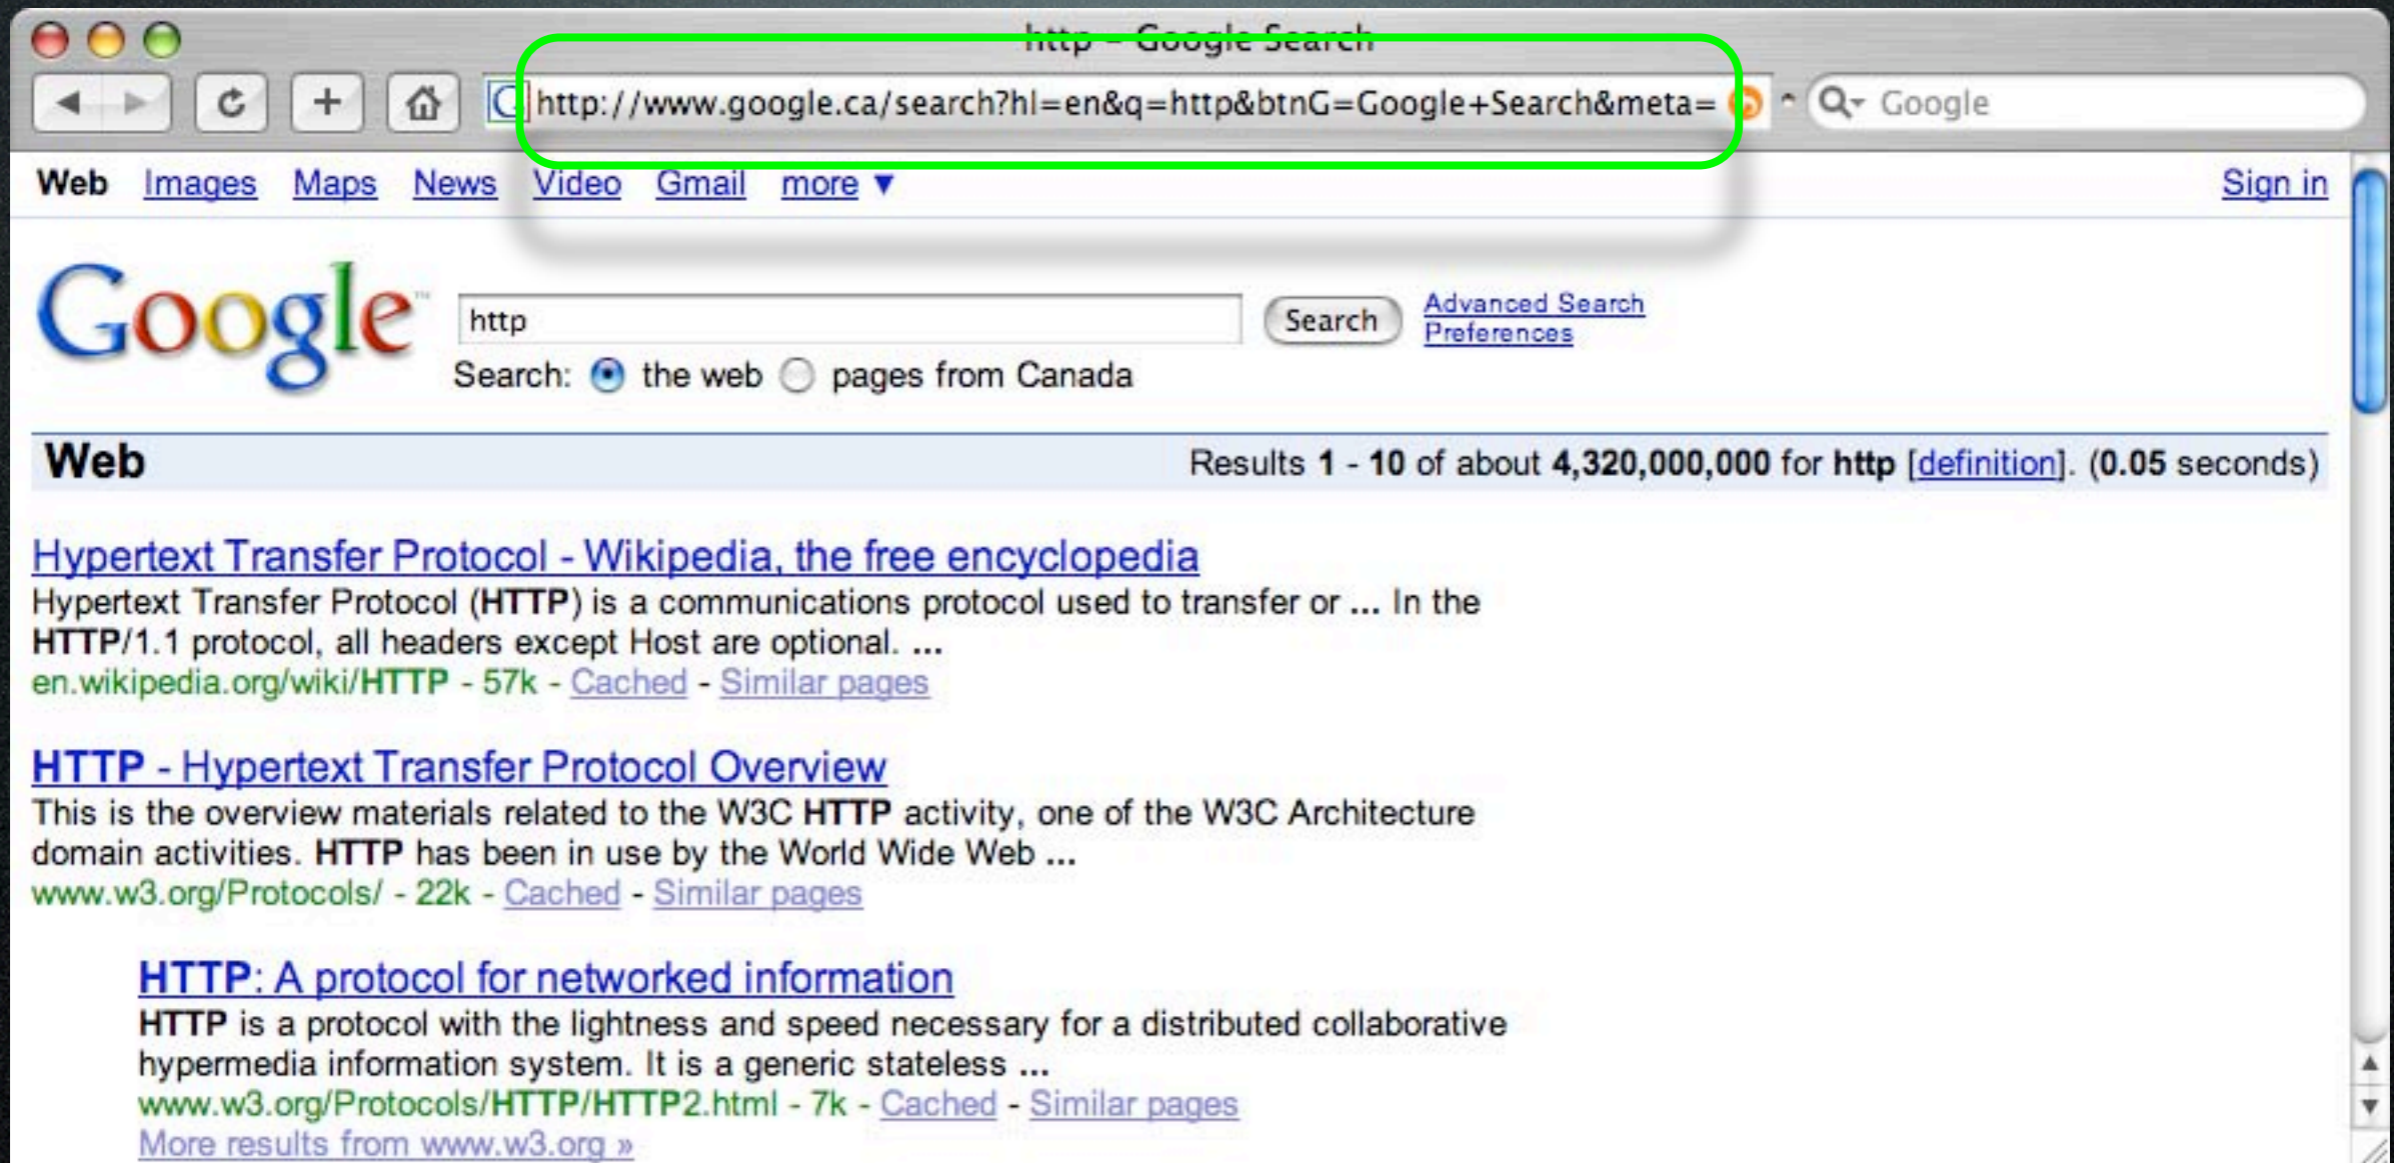 http - Google Search
http://www.google.ca/search?hl=en&q=http&btnG=Google+Search&meta= Google
Web Images Maps News Video Gmail more ▼ Sign in
Google™ http Search Advanced Search
Preferences
Search: the web pages from Canada
Web Results 1 - 10 of about 4,320,000,000 for http [definition]. (0.05 seconds)
Hypertext Transfer Protocol - Wikipedia, the free encyclopedia
Hypertext Transfer Protocol (HTTP) is a communications protocol used to transfer or ... In the
HTTP/1.1 protocol, all headers except Host are optional. ...
en.wikipedia.org/wiki/HTTP - 57k - Cached - Similar pages
HTTP - Hypertext Transfer Protocol Overview
This is the overview materials related to the W3C HTTP activity, one of the W3C Architecture
domain activities. HTTP has been in use by the World Wide Web ...
www.w3.org/Protocols/ - 22k - Cached - Similar pages
HTTP: A protocol for networked information
HTTP is a protocol with the lightness and speed necessary for a distributed collaborative
hypermedia information system. It is a generic stateless ...
www.w3.org/Protocols/HTTP/HTTP2.html - 7k - Cached - Similar pages
More results from www.w3.org »